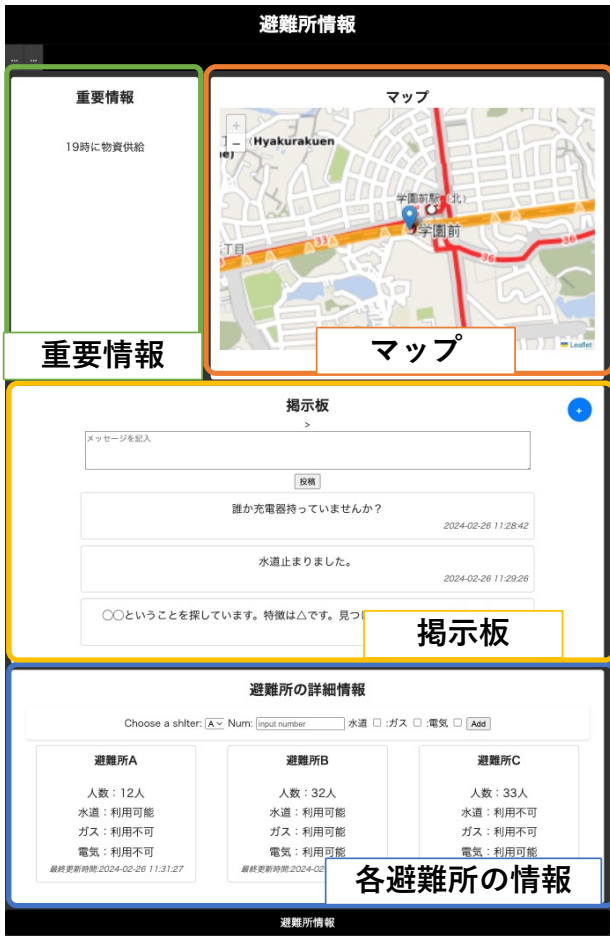 避難所情報
... ...
重要情報
19時に物資供給
重要情報
マップ
+
−
(Hyakurakuen
e)
学園前駅(北)
学園前
丁目
33
36
36
Leaflet
マップ
掲示板
+
>
メッセージを記入
投稿
誰か充電器持っていませんか？
2024-02-26 11:28:42
水道止まりました。
2024-02-26 11:29:26
〇〇ということを探しています。特徴は△です。見つ
掲示板
避難所の詳細情報
Choose a shlter: A Num: input number 水道 :ガス :電気 Add
避難所A
人数：12人
水道：利用可能
ガス：利用不可
電気：利用不可
最終更新時間:2024-02-26 11:31:27
避難所B
人数：32人
水道：利用可能
ガス：利用可能
電気：利用可能
最終更新時間:2024-02
避難所C
人数：33人
水道：利用不可
ガス：利用不可
電気：利用可能
各避難所の情報
避難所情報